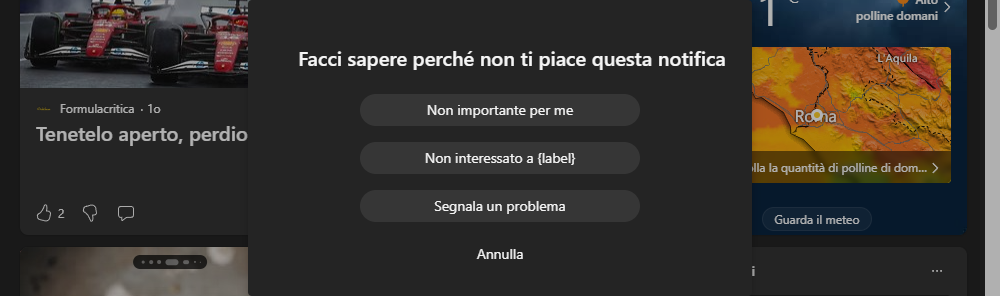 Facci sapere perché non ti piace questa notifica
Non importante per me
Non interessato a {label}
Segnala un problema
Annulla
Formulacritica · 1o
Tenetelo aperto, perdio
2
1°C
Alto
polline domani
L'Aquila
Roma
lla la quantità di polline di dom...
Guarda il meteo
i